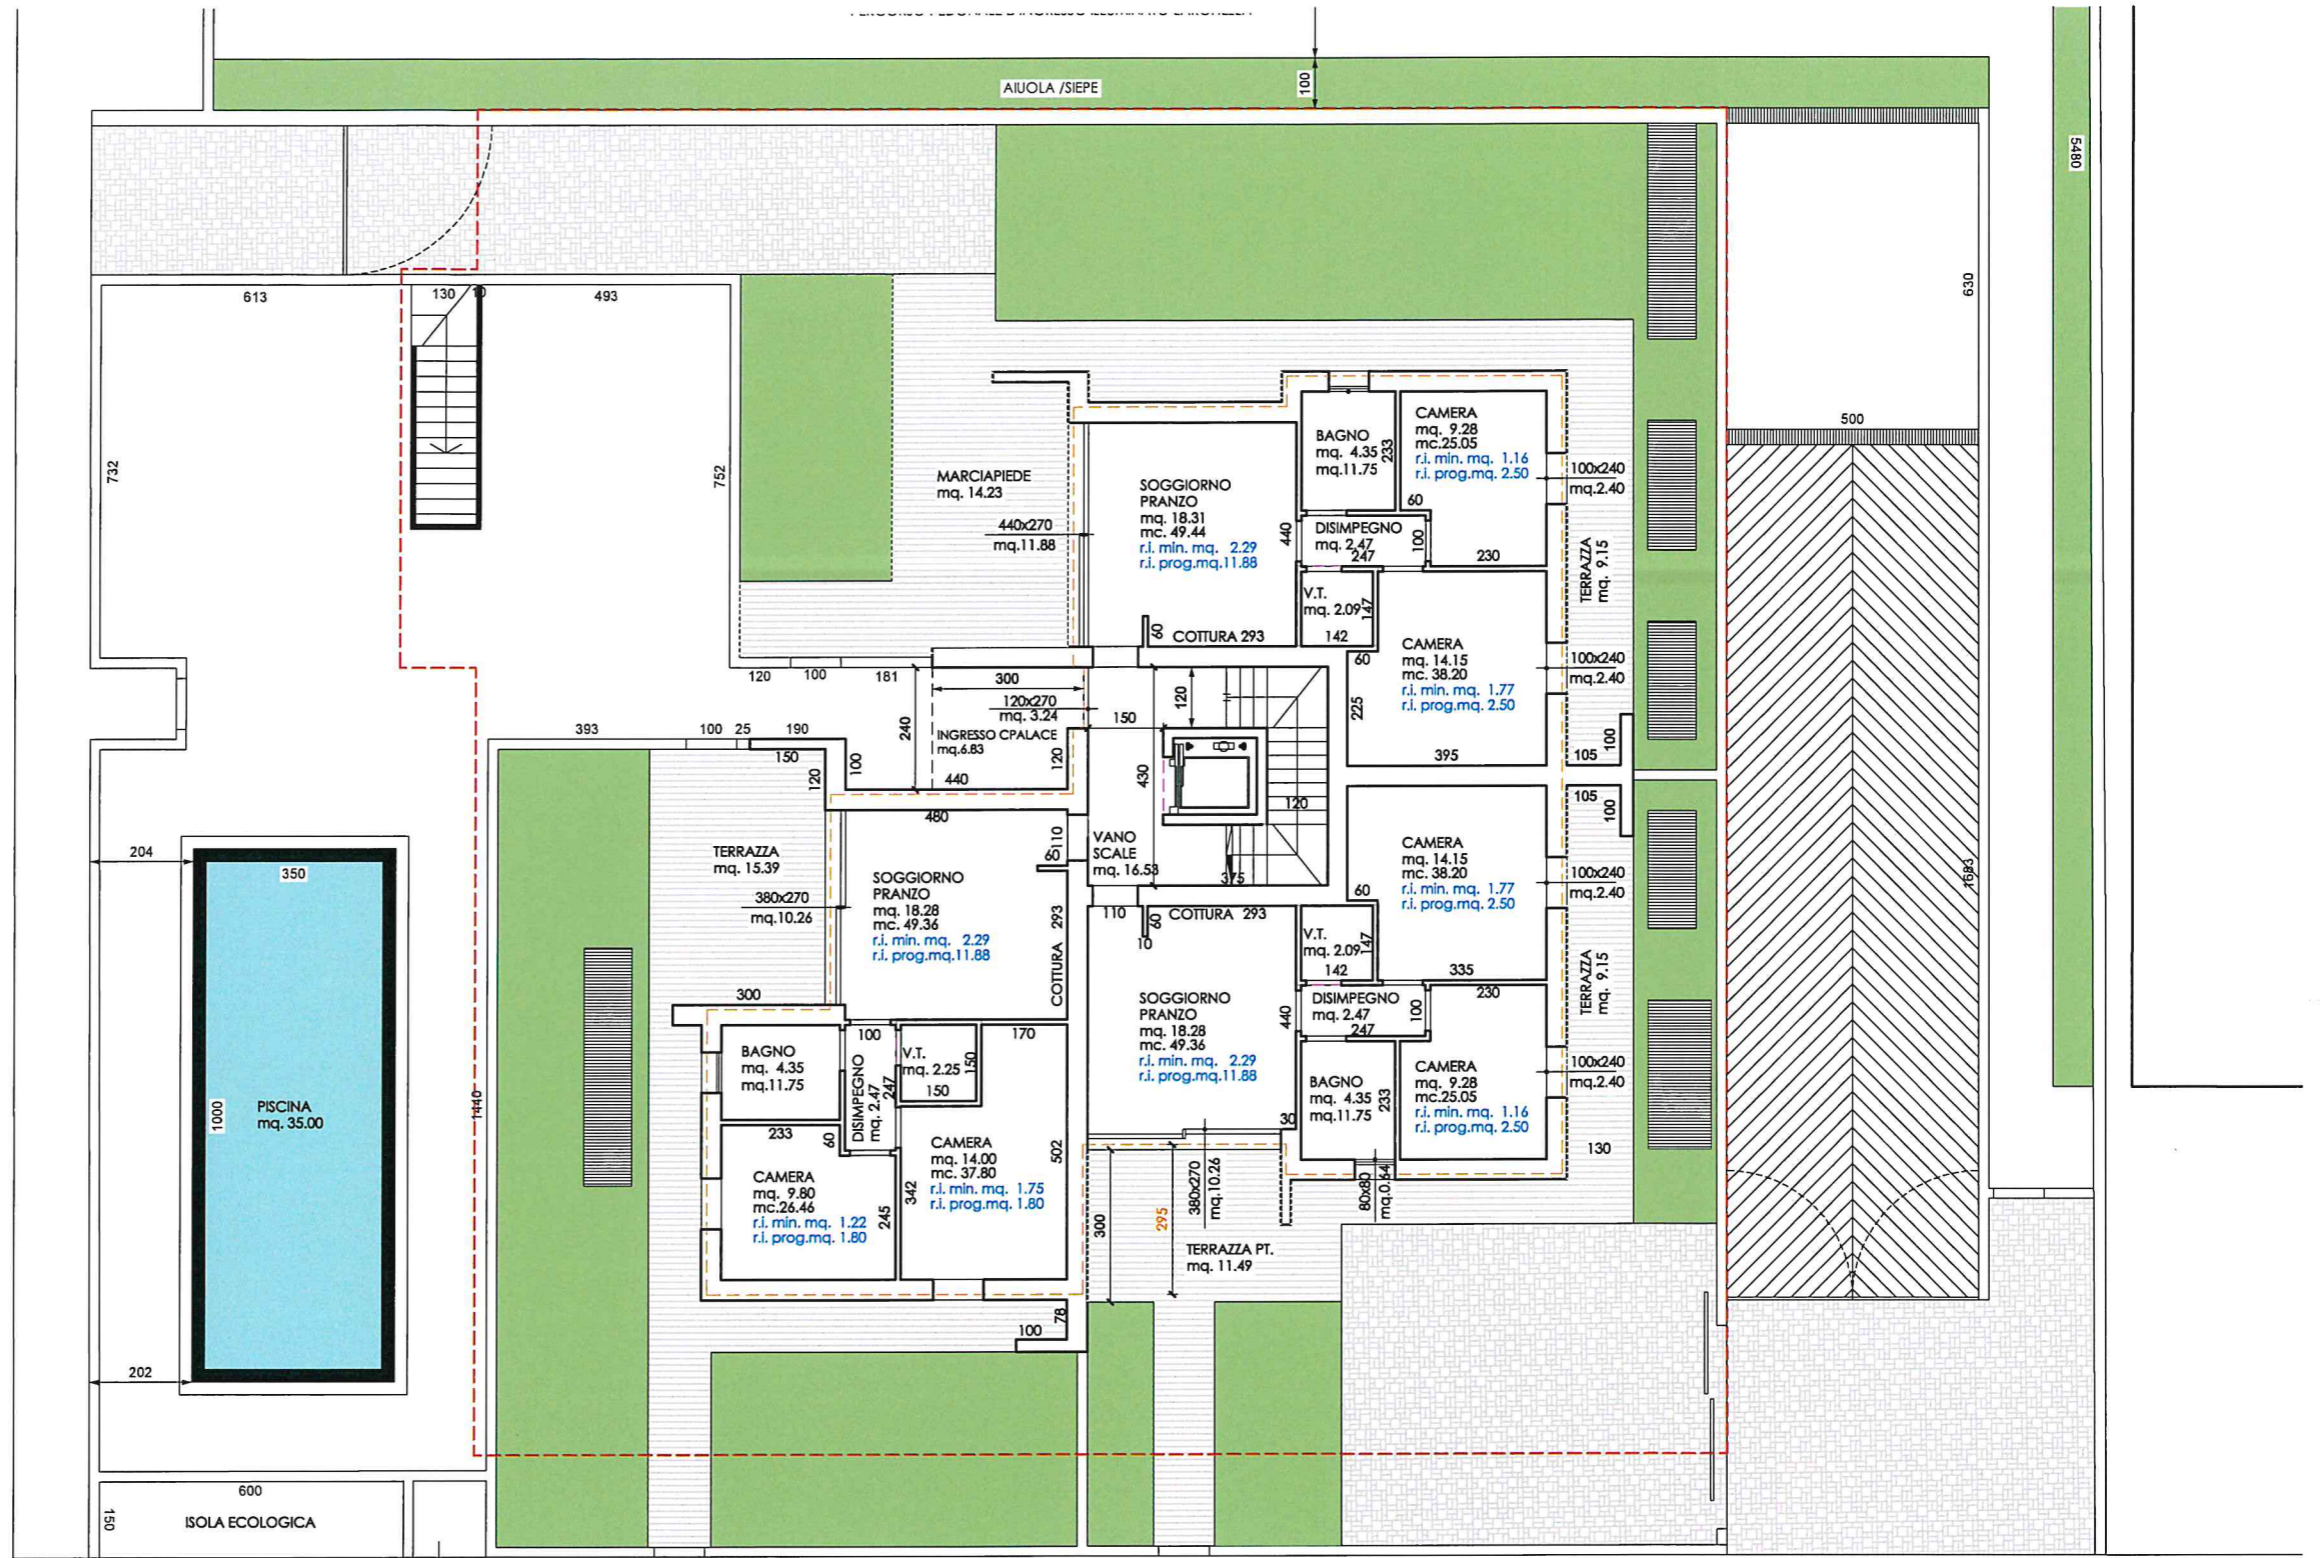 AIUOLA /SIEPE
100
5480
613
130
10
493
630
732
752
500
MARCIAPIEDE
mq. 14.23
440x270
mq.11.88
SOGGIORNO
PRANZO
mq. 18.31
mc. 49.44
r.i. min. mq. 2.29
r.i. prog.mq.11.88
440
60
COTTURA 293
BAGNO
mq. 4.35
mq.11.75
233
CAMERA
mq. 9.28
mc.25.05
r.i. min. mq. 1.16
r.i. prog.mq. 2.50
60
100x240
mq.2.40
DISIMPEGNO
mq. 2.47
247
100
230
V.T.
mq. 2.09
147
142
60
CAMERA
mq. 14.15
mc. 38.20
r.i. min. mq. 1.77
r.i. prog.mq. 2.50
225
395
TERRAZZA
mq. 9.15
100x240
mq.2.40
105
100
120
100
181
300
120x270
mq. 3.24
240
INGRESSO CPALACE
mq.6.83
440
120
150
120
430
120
375
VANO
SCALE
mq. 16.53
393
100
25
190
150
120
100
480
110
60
TERRAZZA
mq. 15.39
380x270
mq.10.26
SOGGIORNO
PRANZO
mq. 18.28
mc. 49.36
r.i. min. mq. 2.29
r.i. prog.mq.11.88
COTTURA 293
300
110
10
60
COTTURA 293
105
100
CAMERA
mq. 14.15
mc. 38.20
r.i. min. mq. 1.77
r.i. prog.mq. 2.50
60
335
100x240
mq.2.40
1683
V.T.
mq. 2.09
147
142
TERRAZZA
mq. 9.15
SOGGIORNO
PRANZO
mq. 18.28
mc. 49.36
r.i. min. mq. 2.29
r.i. prog.mq.11.88
440
30
DISIMPEGNO
mq. 2.47
247
100
230
BAGNO
mq. 4.35
mq.11.75
233
CAMERA
mq. 9.28
mc.25.05
r.i. min. mq. 1.16
r.i. prog.mq. 2.50
100x240
mq.2.40
130
204
350
1000
PISCINA
mq. 35.00
202
1440
BAGNO
mq. 4.35
mq.11.75
233
60
100
DISIMPEGNO
mq. 2.47
247
V.T.
mq. 2.25
150
150
170
CAMERA
mq. 14.00
mc. 37.80
r.i. min. mq. 1.75
r.i. prog.mq. 1.80
502
342
CAMERA
mq. 9.80
mc.26.46
r.i. min. mq. 1.22
r.i. prog.mq. 1.80
245
300
295
380x270
mq.10.26
80x80
mq.0.64
TERRAZZA PT.
mq. 11.49
100
78
600
150
ISOLA ECOLOGICA